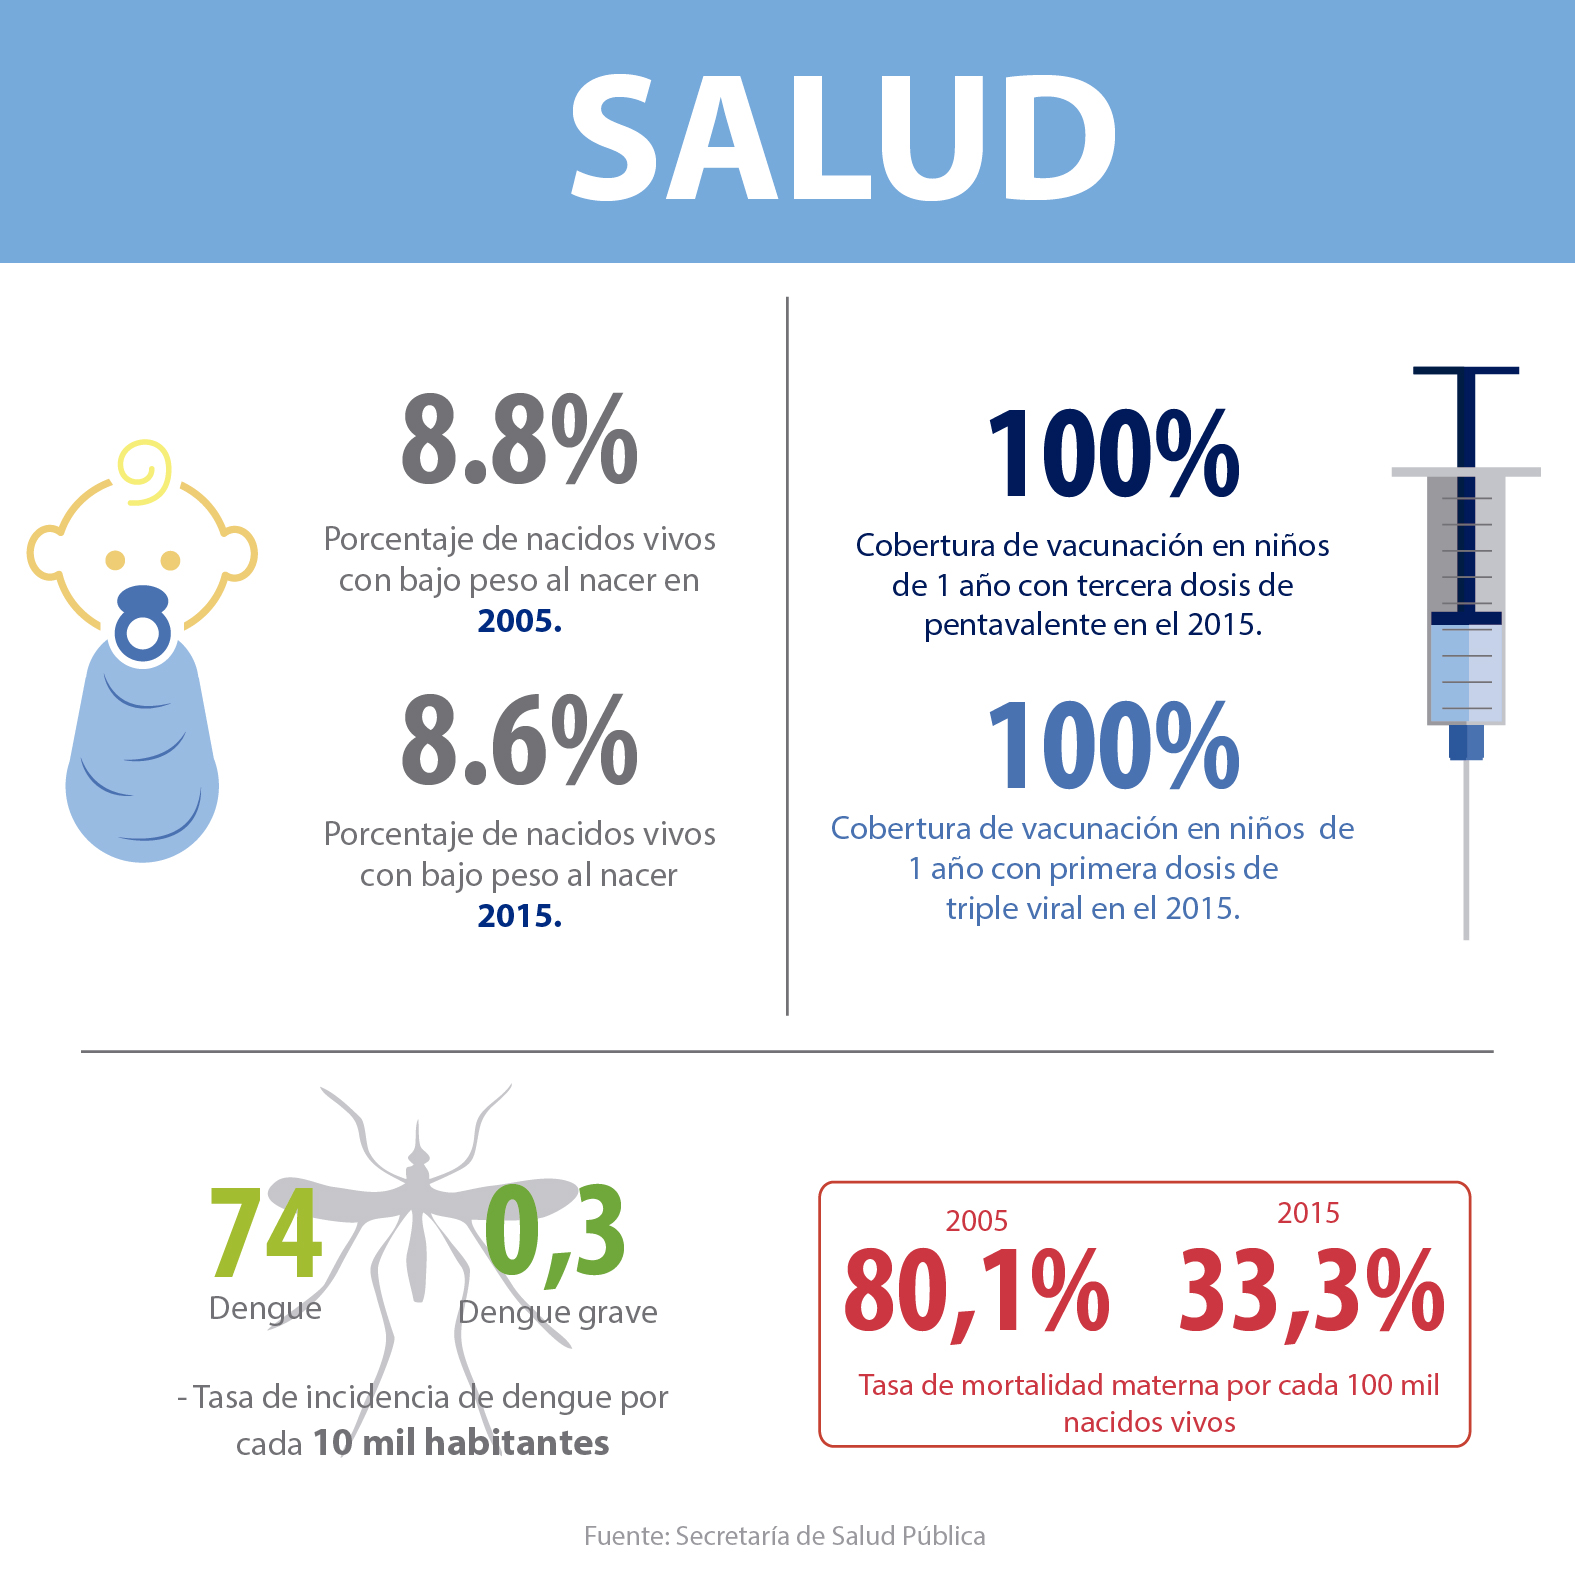 SALUD
8.8%
Porcentaje de nacidos vivos
con bajo peso al nacer en
2005.
8.6%
Porcentaje de nacidos vivos
con bajo peso al nacer
2015.
100%
Cobertura de vacunación en niños
de 1 año con tercera dosis de
pentavalente en el 2015.
100%
Cobertura de vacunación en niños de
1 año con primera dosis de
triple viral en el 2015.
74
Dengue
0,3
Dengue grave
- Tasa de incidencia de dengue por
cada 10 mil habitantes
2005
80,1%
2015
33,3%
Tasa de mortalidad materna por cada 100 mil
nacidos vivos
Fuente: Secretaría de Salud Pública